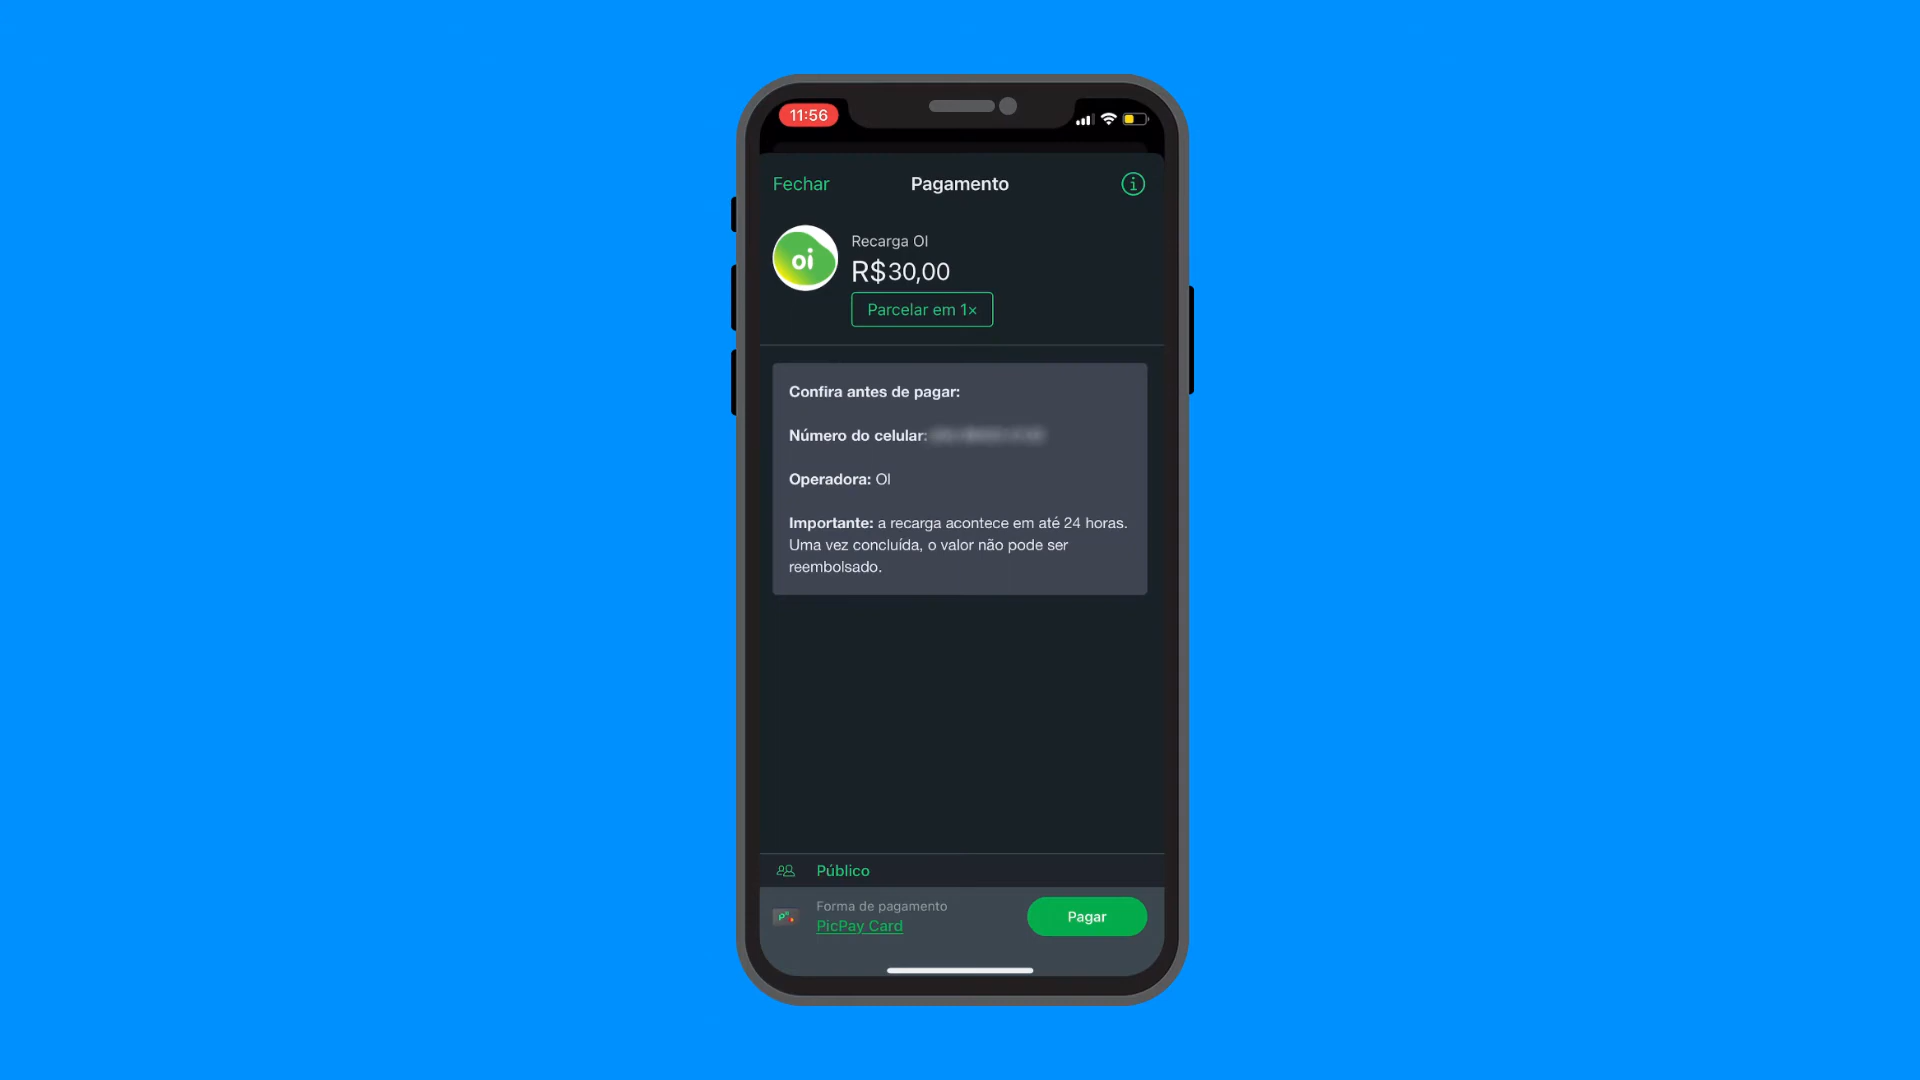 11:56
Fechar
Pagamento
oi
Recarga OI
R$30,00
Parcelar em 1×
Confira antes de pagar:
Número do celular:
Operadora: OI
Importante: a recarga acontece em até 24 horas.
Uma vez concluída, o valor não pode ser
reembolsado.
Público
Forma de pagamento
PicPay Card
Pagar